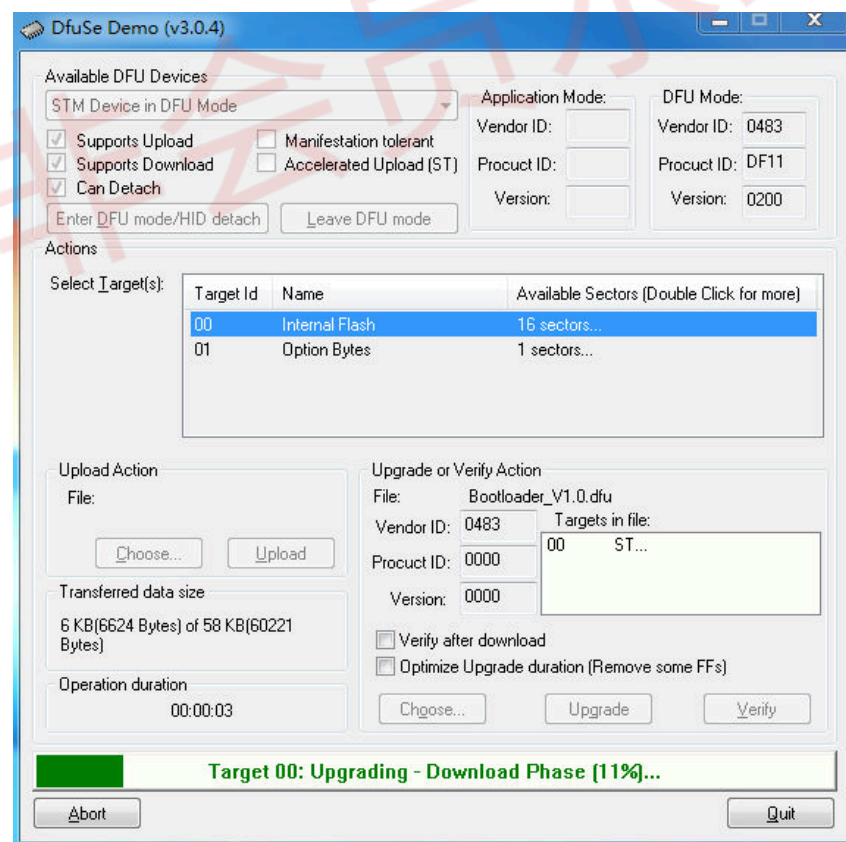 DfuSe Demo (v3.0.4)
Available DFU Devices
STM Device in DFU Mode
Supports Upload
Manifestation tolerant
Supports Download
Accelerated Upload (ST)
Can Detach
Enter DFU mode/HID detach
Leave DFU mode
Application Mode:
Vendor ID:
Procuct ID:
Version:
DFU Mode:
Vendor ID: 0483
Procuct ID: DF11
Version: 0200
Actions
Select Target(s):
Target Id Name Available Sectors (Double Click for more)
00 Internal Flash 16 sectors...
01 Option Bytes 1 sectors...
Upload Action
File:
Choose... Upload
Transferred data size
6 KB(6624 Bytes) of 58 KB(60221
Bytes)
Operation duration
00:00:03
Upgrade or Verify Action
File: Bootloader_V1.0.dfu
Vendor ID: 0483
Procuct ID: 0000
Version: 0000
Targets in file:
00 ST...
Verify after download
Optimize Upgrade duration (Remove some FFs)
Choose... Upgrade Verify
Target 00: Upgrading - Download Phase (11%)...
Abort Quit
非会员水